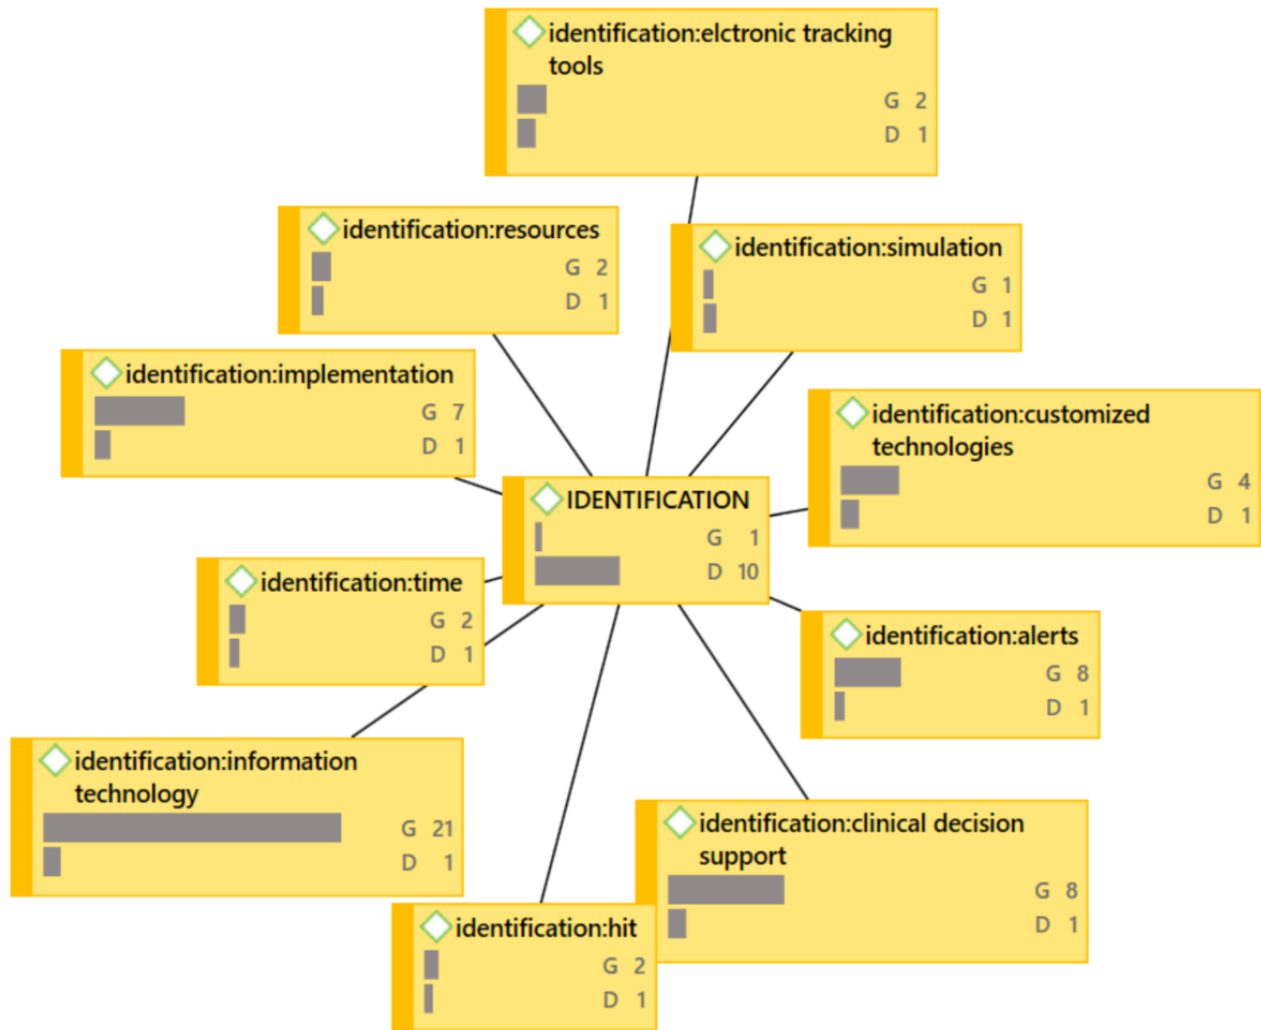 identification:elctronic tracking
tools
G 2
D 1
identification:resources
G 2
D 1
identification:simulation
G 1
D 1
identification:implementation
G 7
D 1
identification:customized
technologies
G 4
D 1
IDENTIFICATION
G 1
D 10
identification:time
G 2
D 1
identification:alerts
G 8
D 1
identification:information
technology
G 21
D 1
identification:clinical decision
support
G 8
D 1
identification:hit
G 2
D 1